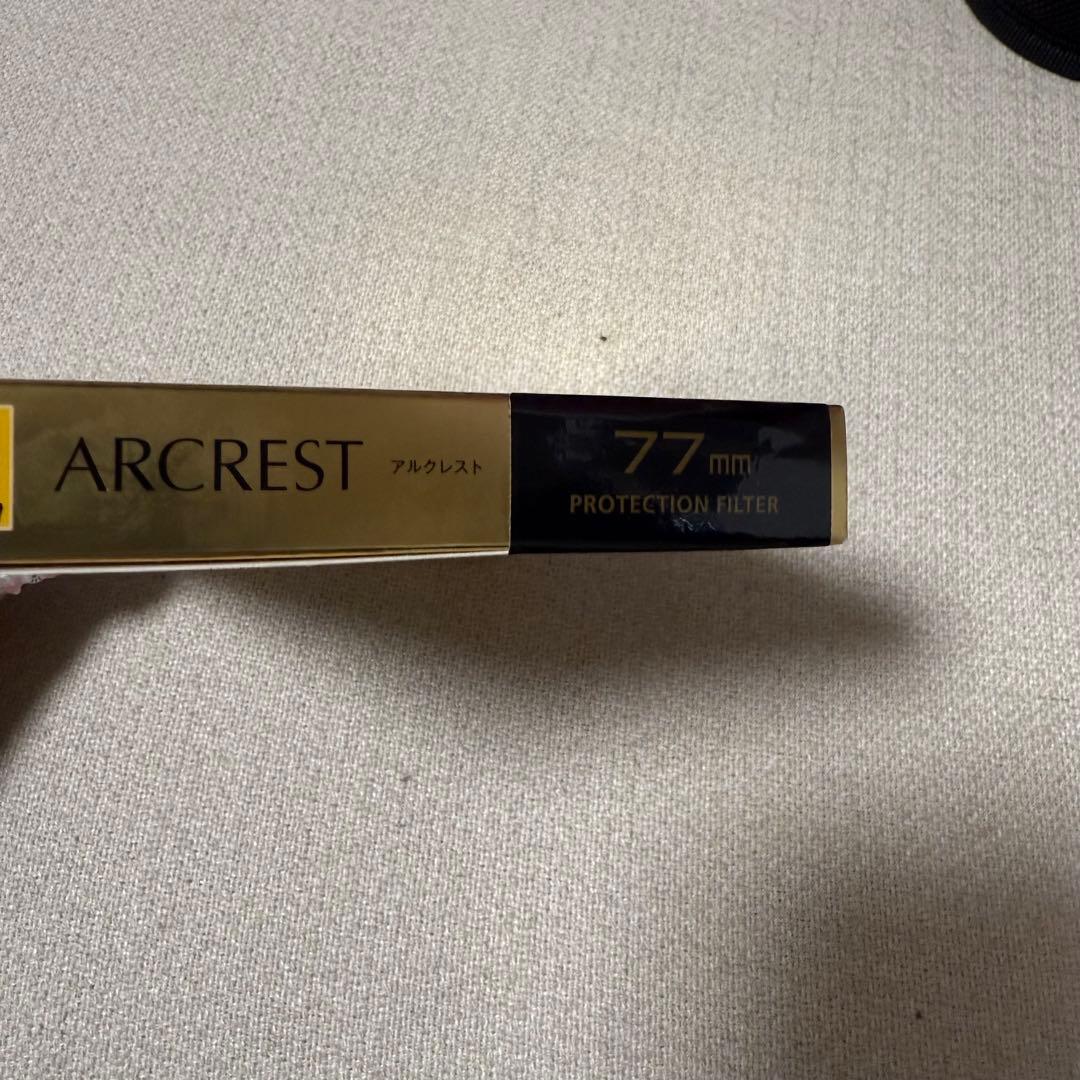 ARCREST アルクレスト
77mm
PROTECTION FILTER